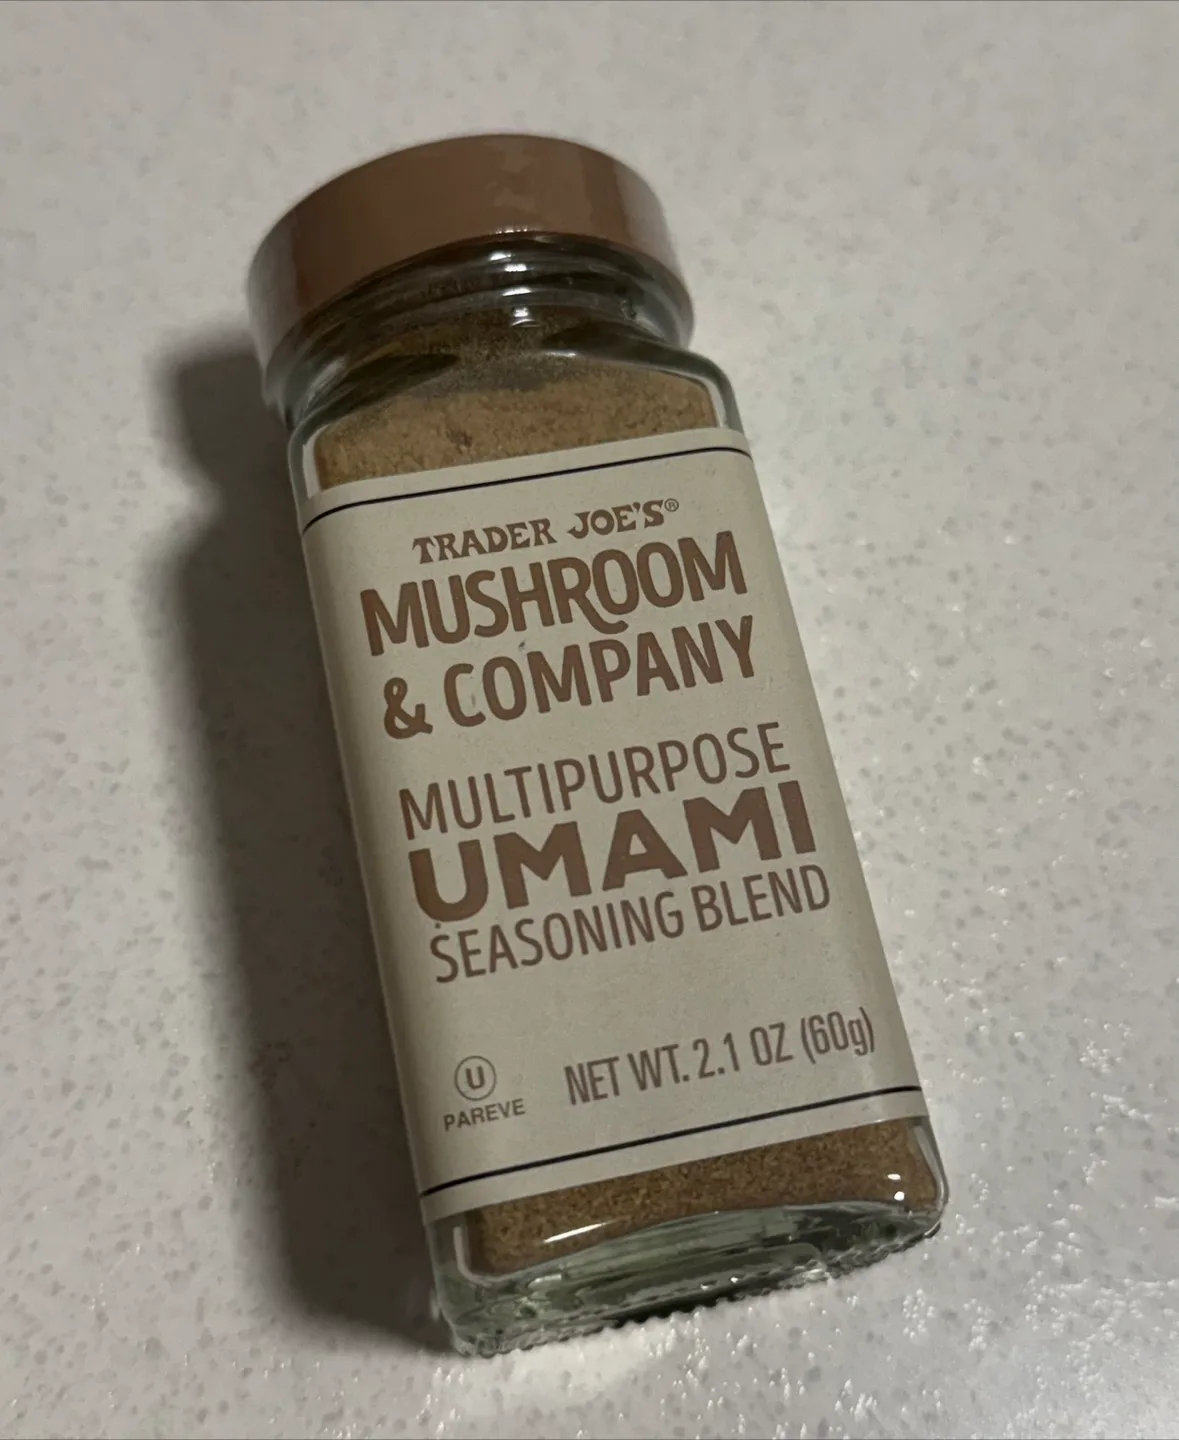 TRADER JOE'S®
MUSHROOM
& COMPANY
MULTIPURPOSE
UMAMI
SEASONING BLEND
U
PAREVE
NET WT. 2.1 OZ (60g)